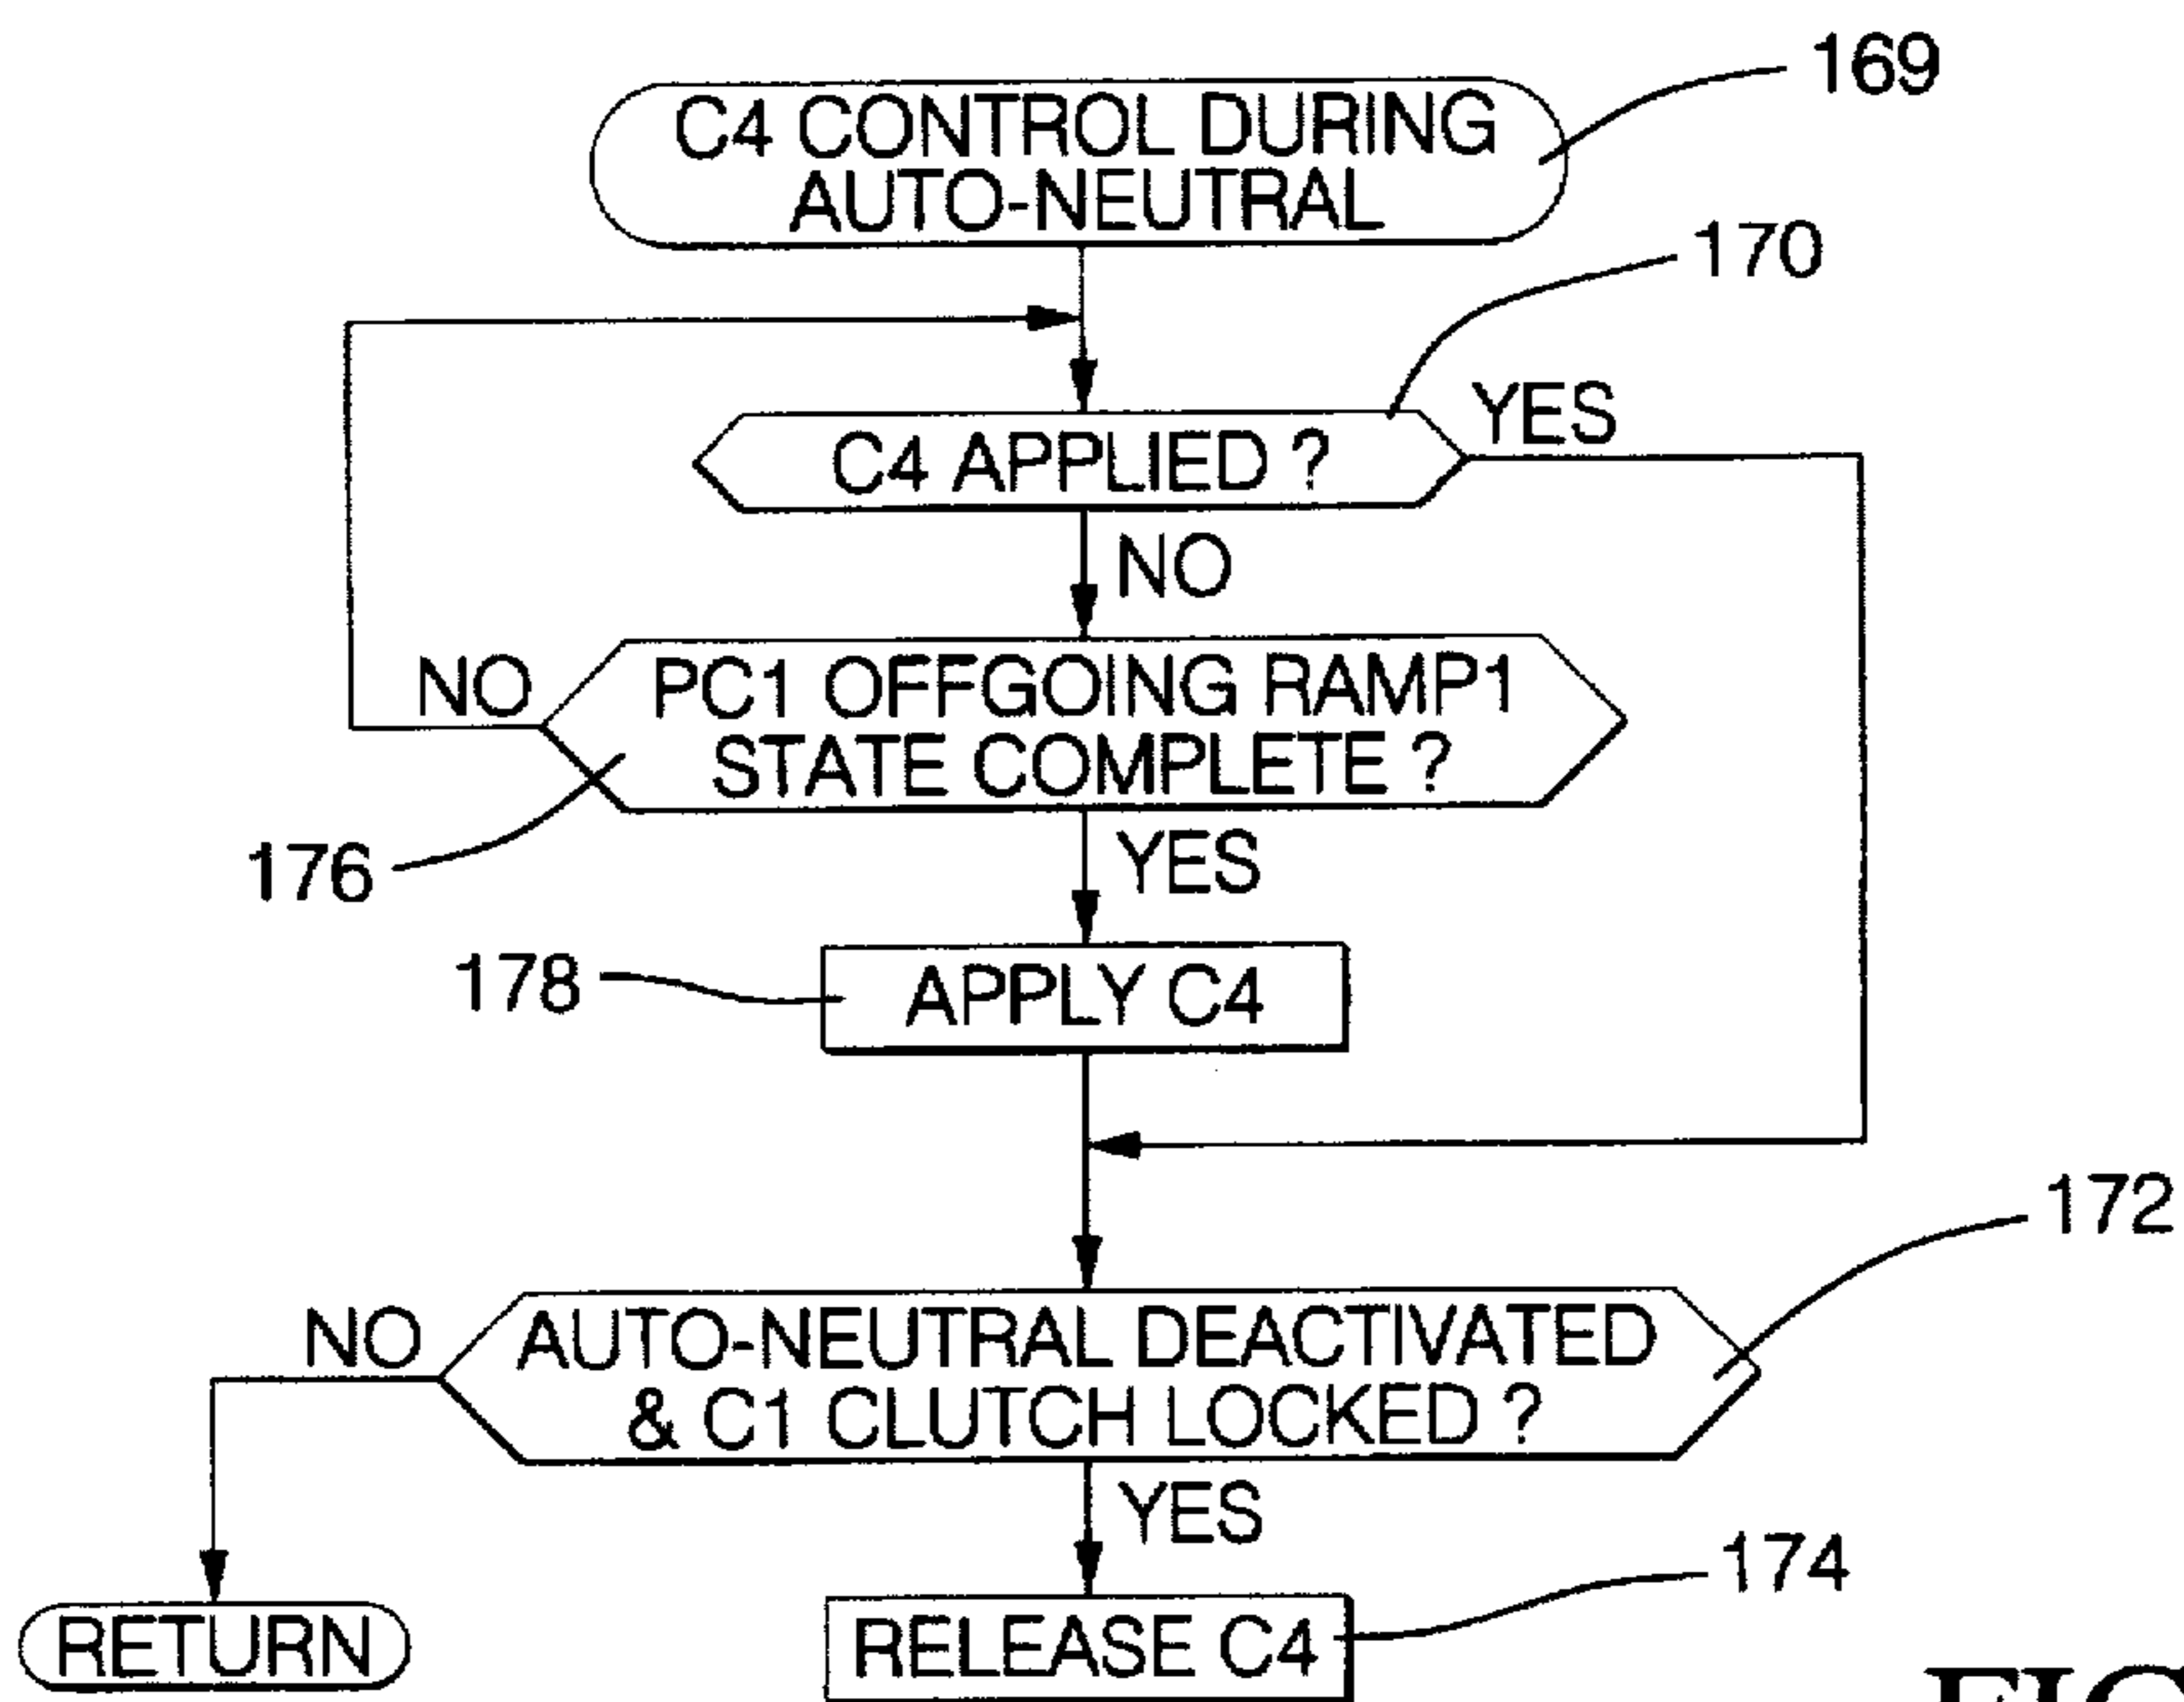 169
C4 CONTROL DURING
AUTO-NEUTRAL
170
C4 APPLIED ?
YES
NO
NO
PC1 OFFGOING RAMP1
STATE COMPLETE ?
176
YES
178
APPLY C4
172
NO
AUTO-NEUTRAL DEACTIVATED
& C1 CLUTCH LOCKED ?
YES
174
RETURN
RELEASE C4